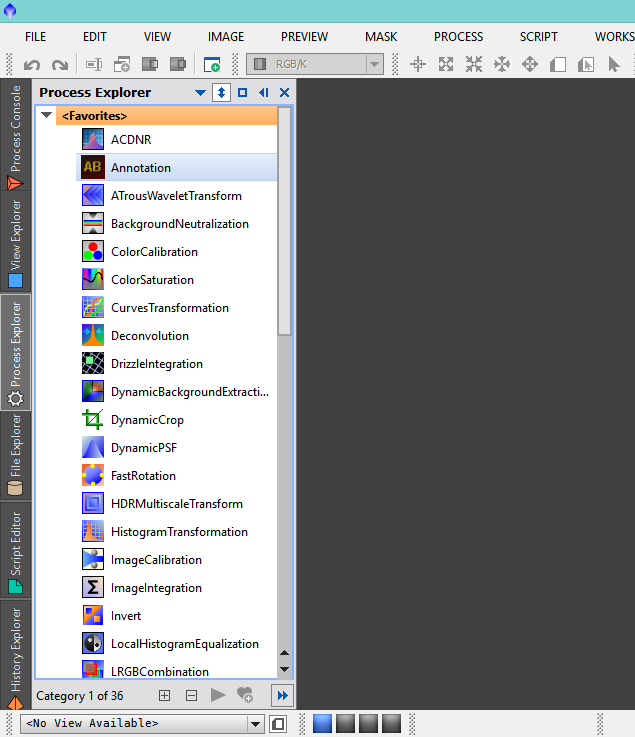 FILE EDIT VIEW IMAGE PREVIEW MASK PROCESS SCRIPT WORKS
RGB/K
Process Console
View Explorer
Process Explorer
File Explorer
Script Editor
History Explorer
Process Explorer
<Favorites>
ACDNR
AB Annotation
ATrousWaveletTransform
BackgroundNeutralization
ColorCalibration
ColorSaturation
CurvesTransformation
Deconvolution
DrizzleIntegration
DynamicBackgroundExtracti...
DynamicCrop
DynamicPSF
FastRotation
HDRMultiscaleTransform
HistogramTransformation
ImageCalibration
Σ ImageIntegration
Invert
LocalHistogramEqualization
LRGBCombination
Category 1 of 36
<No View Available>